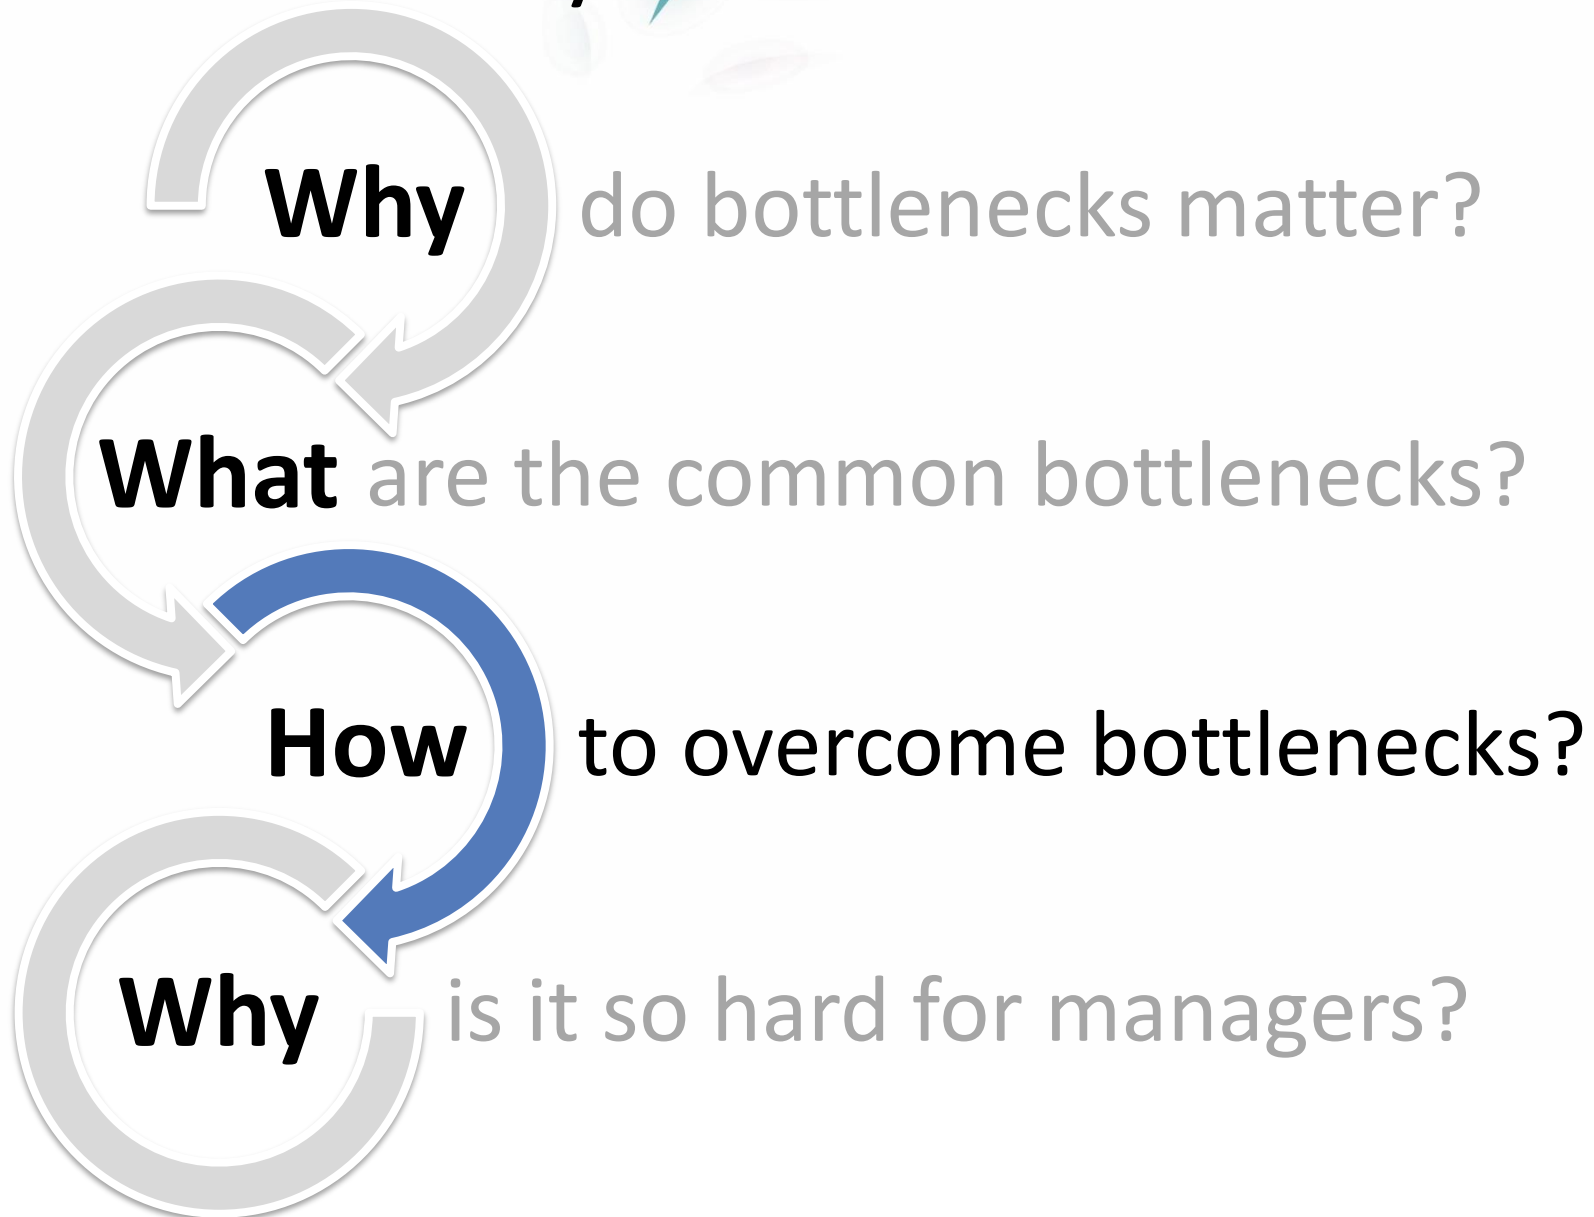 Why do bottlenecks matter?
What are the common bottlenecks?
How to overcome bottlenecks?
Why is it so hard for managers?